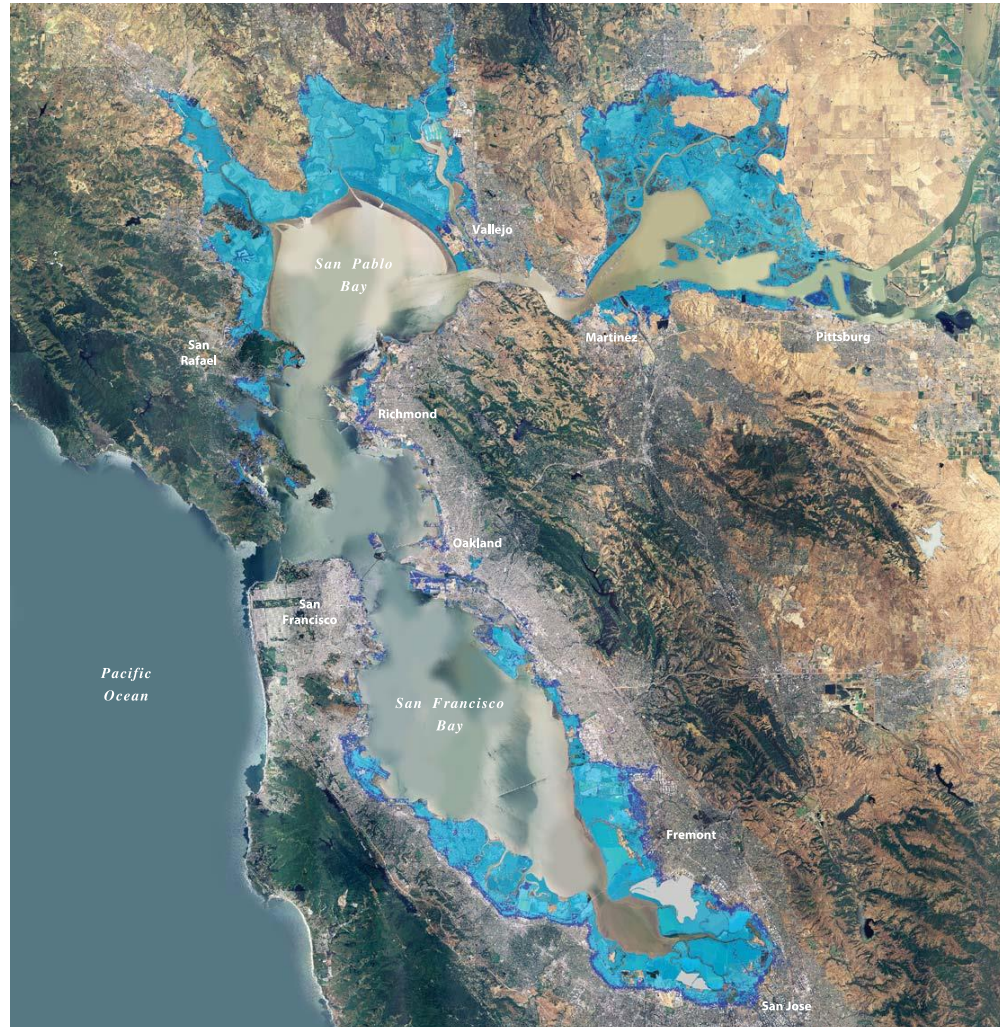 Vallejo
San Pablo
Bay
Martinez
Pittsburg
San
Rafael
Richmond
Oakland
San
Francisco
Pacific
Ocean
San Francisco
Bay
Fremont
San Jose